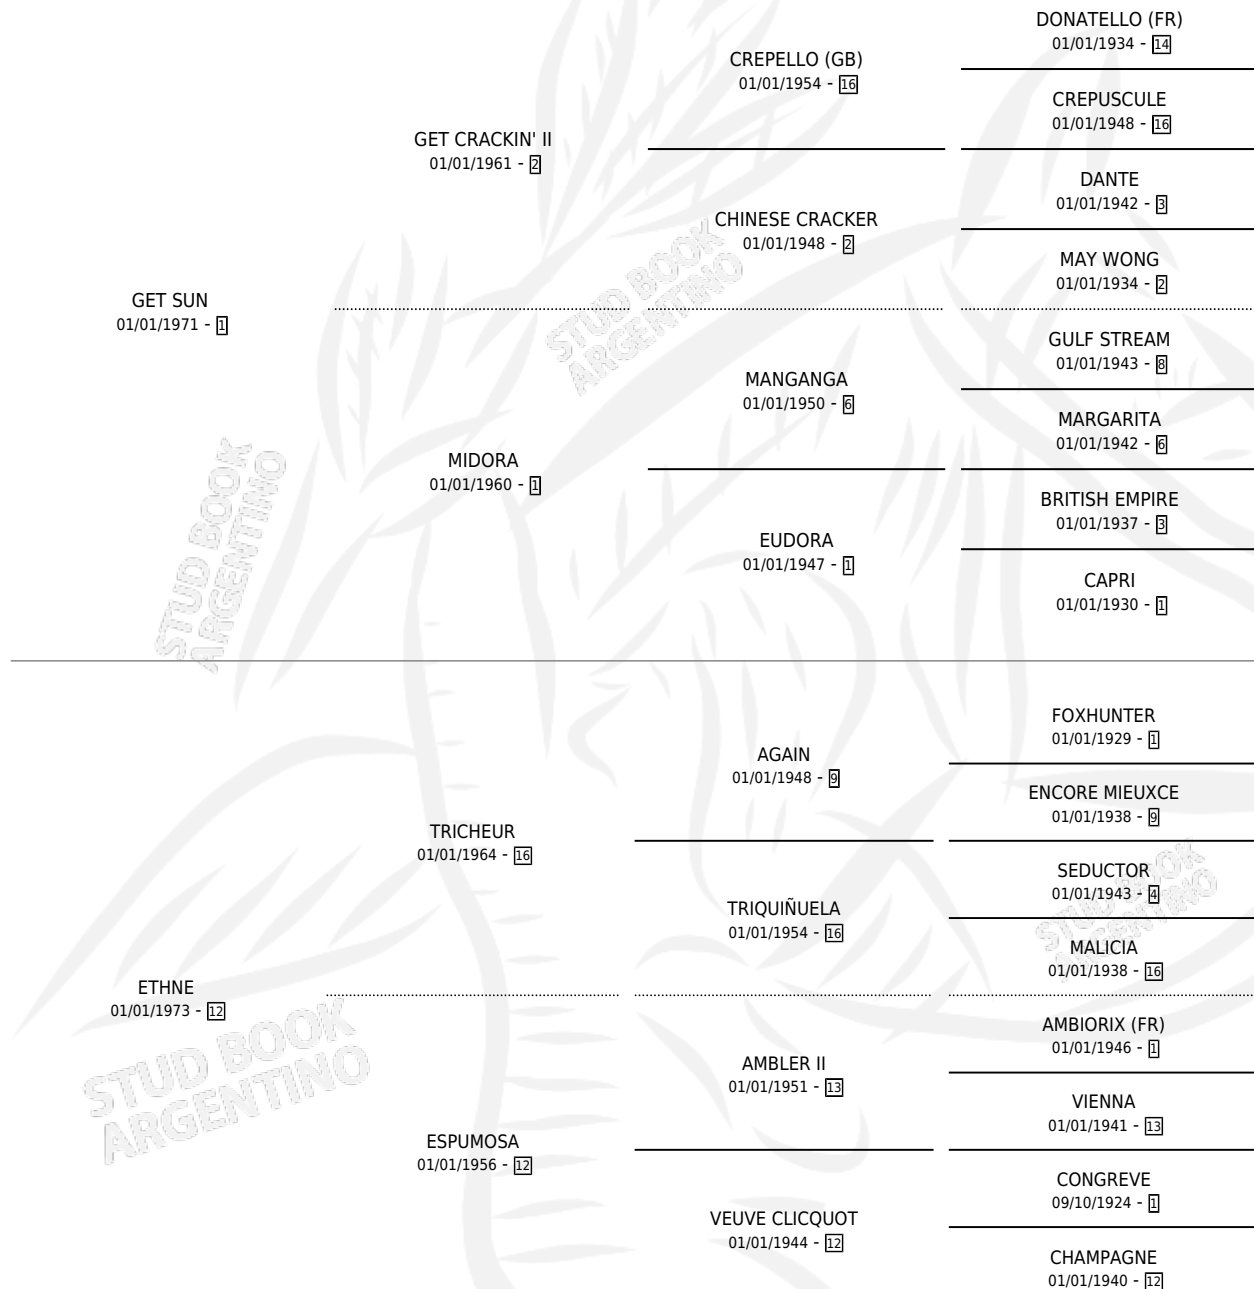 DONATELLO (FR)
01/01/1934 - 14
CREPELLO (GB)
01/01/1954 - 16
CREPUSCULE
01/01/1948 - 16
GET CRACKIN' II
01/01/1961 - 2
DANTE
01/01/1942 - 3
CHINESE CRACKER
01/01/1948 - 2
MAY WONG
01/01/1934 - 2
GET SUN
01/01/1971 - 1
GULF STREAM
01/01/1943 - 8
MANGANGA
01/01/1950 - 6
MARGARITA
01/01/1942 - 6
MIDORA
01/01/1960 - 1
BRITISH EMPIRE
01/01/1937 - 3
EUDORA
01/01/1947 - 1
CAPRI
01/01/1930 - 1
FOXHUNTER
01/01/1929 - 1
AGAIN
01/01/1948 - 9
ENCORE MIEUXCE
01/01/1938 - 9
TRICHEUR
01/01/1964 - 16
SEDUCTOR
01/01/1943 - 4
TRIQUIÑUELA
01/01/1954 - 16
MALICIA
01/01/1938 - 16
ETHNE
01/01/1973 - 12
AMBIORIX (FR)
01/01/1946 - 1
AMBLER II
01/01/1951 - 13
VIENNA
01/01/1941 - 13
ESPUMOSA
01/01/1956 - 12
CONGREVE
09/10/1924 - 1
VEUVE CLICQUOT
01/01/1944 - 12
CHAMPAGNE
01/01/1940 - 12
STUD BOOK
ARGENTINO
STUD BOOK
ARGENTINO
STUD BOOK
ARGENTINO
STUD BOOK
ARGENTINO